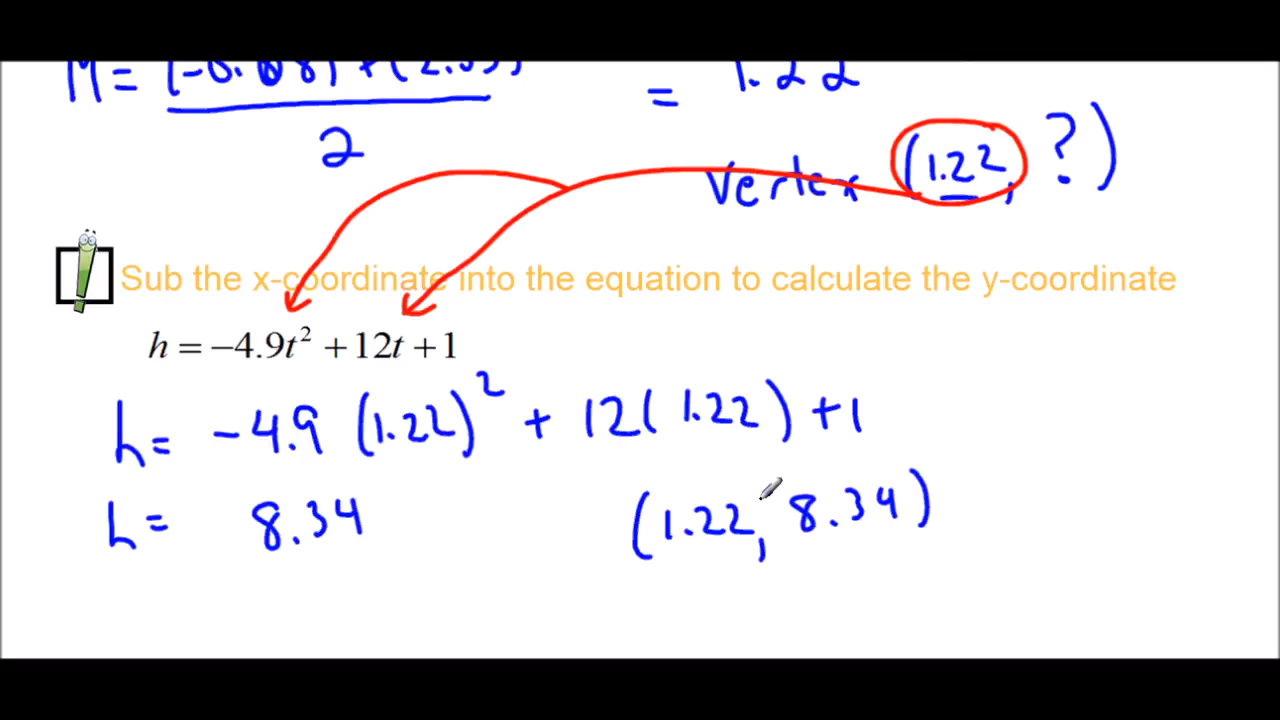 M =
= 1.22
2
Vertex (1.22, ?)
Sub the x-coordinate into the equation to calculate the y-coordinate
h = −4.9t² + 12t + 1
h = -4.9 (1.22)² + 12(1.22) + 1
h = 8.34 (1.22, 8.34)